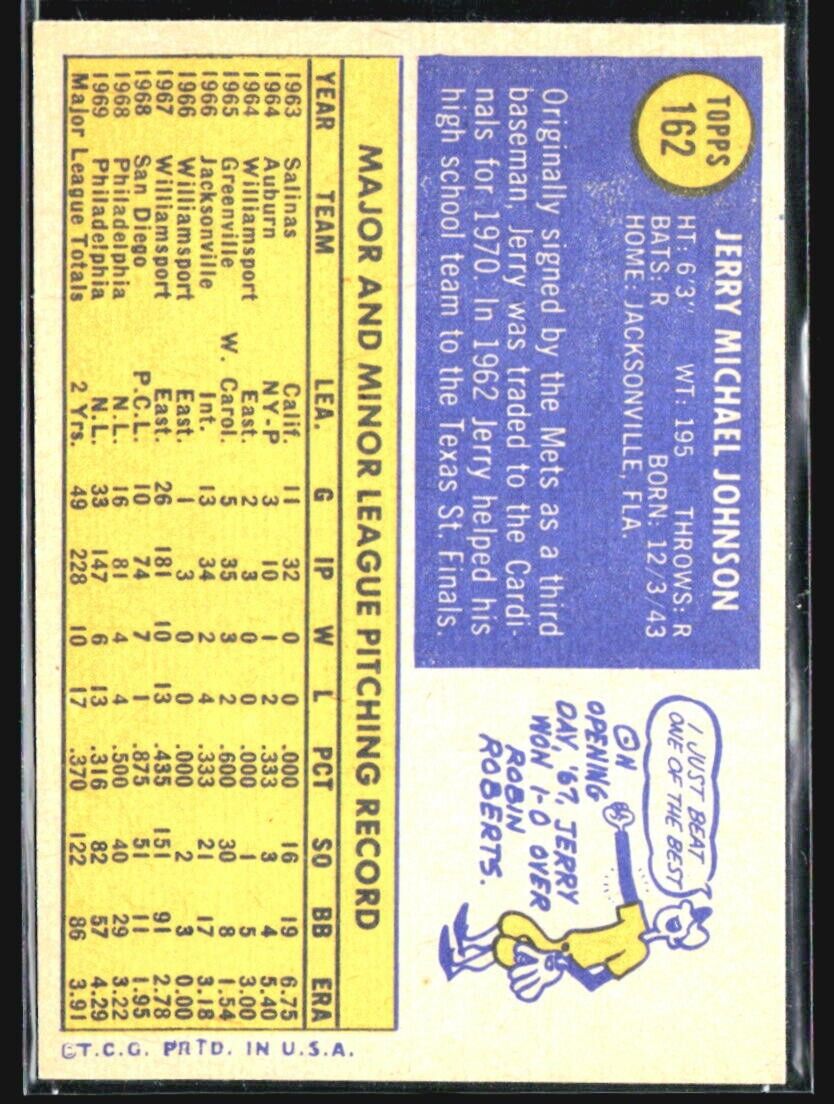 TOPPS
162
JERRY MICHAEL JOHNSON
HT: 6'3" WT: 195 THROWS: R
BATS: R BORN: 12/3/43
HOME: JACKSONVILLE, FLA.
Originally signed by the Mets as a third
baseman, Jerry was traded to the Cardi-
nals for 1970. In 1962 Jerry helped his
high school team to the Texas St. Finals.
I JUST BEAT
ONE OF THE BEST
ON
OPENING
DAY, '67, JERRY
WON 1-0 OVER
ROBIN
ROBERTS.
MAJOR AND MINOR LEAGUE PITCHING RECORD
YEAR TEAM LEA. G IP W L PCT SO BB ERA
1963 Salinas Calif. 11 32 0 0 .000 16 19 6.75
1964 Auburn NY-P 3 10 1 2 .333 3 4 5.40
1964 Williamsport East. 2 3 0 0 .000 1 5 3.00
1965 Greenville W. Carol. 5 35 3 2 .600 30 8 1.54
1966 Jacksonville Int. 13 34 2 4 .333 21 17 3.18
1966 Williamsport East. 1 3 0 0 .000 2 3 0.00
1967 Williamsport East. 26 181 10 13 .435 151 91 2.78
1968 San Diego P.C.L. 10 74 7 1 .875 51 11 1.95
1968 Philadelphia N.L. 16 81 4 4 .500 40 29 3.22
1969 Philadelphia N.L. 33 147 6 13 .316 82 57 4.29
Major League Totals 2 Yrs. 49 228 10 17 .370 122 86 3.91
©T.C.G. PRTD. IN U.S.A.